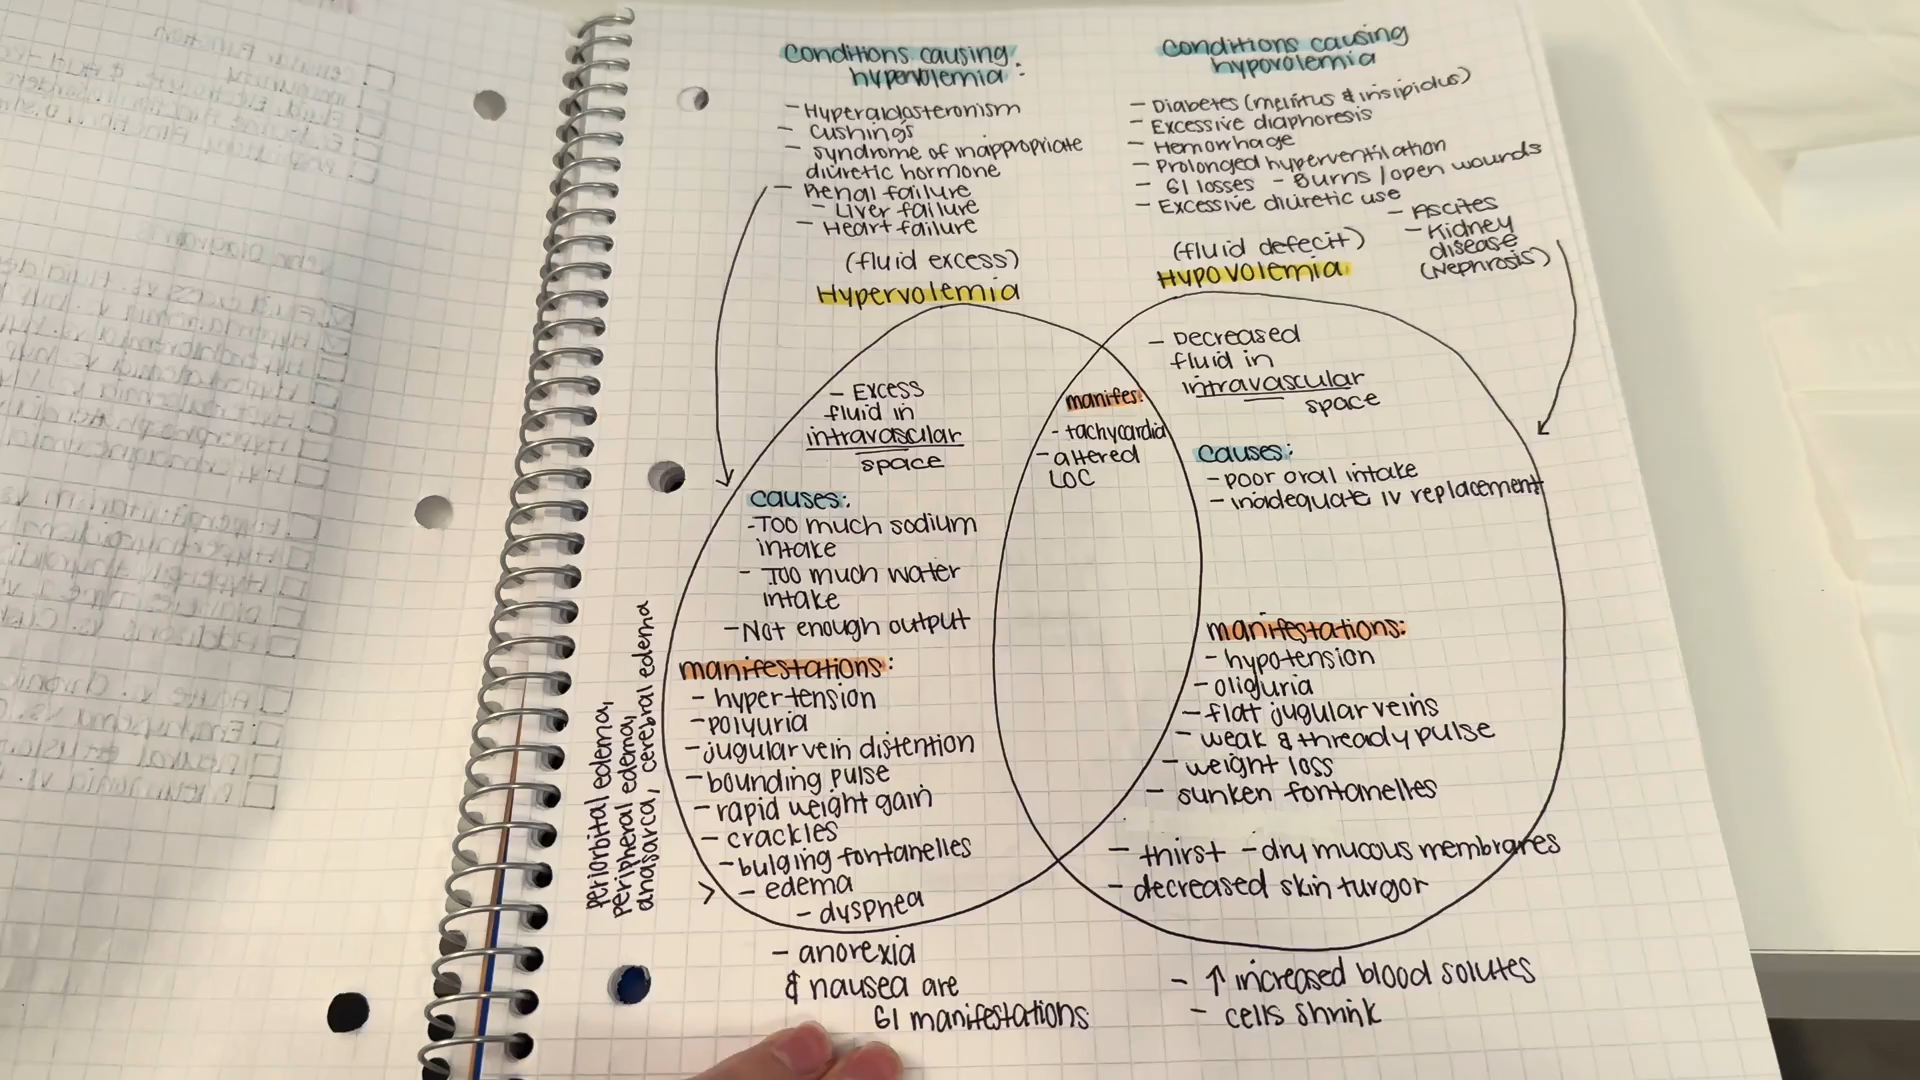 Conditions causing
hypervolemia:
- Hyperaldosteronism
- Cushings
- syndrome of inappropriate
diuretic hormone
- Renal failure
- Liver failure
- Heart failure
(fluid excess)
Hypervolemia
Conditions causing
hypovolemia
- Diabetes (mellitus & insipidus)
- Excessive diaphoresis
- Hemorrhage
- Prolonged hyperventilation
- GI losses - Burns / open wounds
- Excessive diuretic use
- Ascites
- Kidney
disease
(Nephrosis)
(fluid defecit)
Hypovolemia
- Excess
fluid in
intravascular
space
causes:
- Too much sodium
intake
- Too much water
intake
- Not enough output
manifestations:
- hypertension
- polyuria
- jugular vein distention
- bounding pulse
- rapid weight gain
- crackles
- bulging fontanelles
> - edema
- dyspnea
- anorexia
& nausea are
GI manifestations
periorbital edema,
peripheral edema,
anasarca, cerebral edema
manifes:
- tachycardia
- altered
LOC
- Decreased
fluid in
intravascular
space
causes:
- poor oral intake
- inadequate IV replacement
manifestations:
- hypotension
- oliguria
- flat jugular veins
- weak & thready pulse
- weight loss
- sunken fontanelles
- thirst - dry mucous membranes
- decreased skin turgor
- ↑ increased blood solutes
- cells shrink